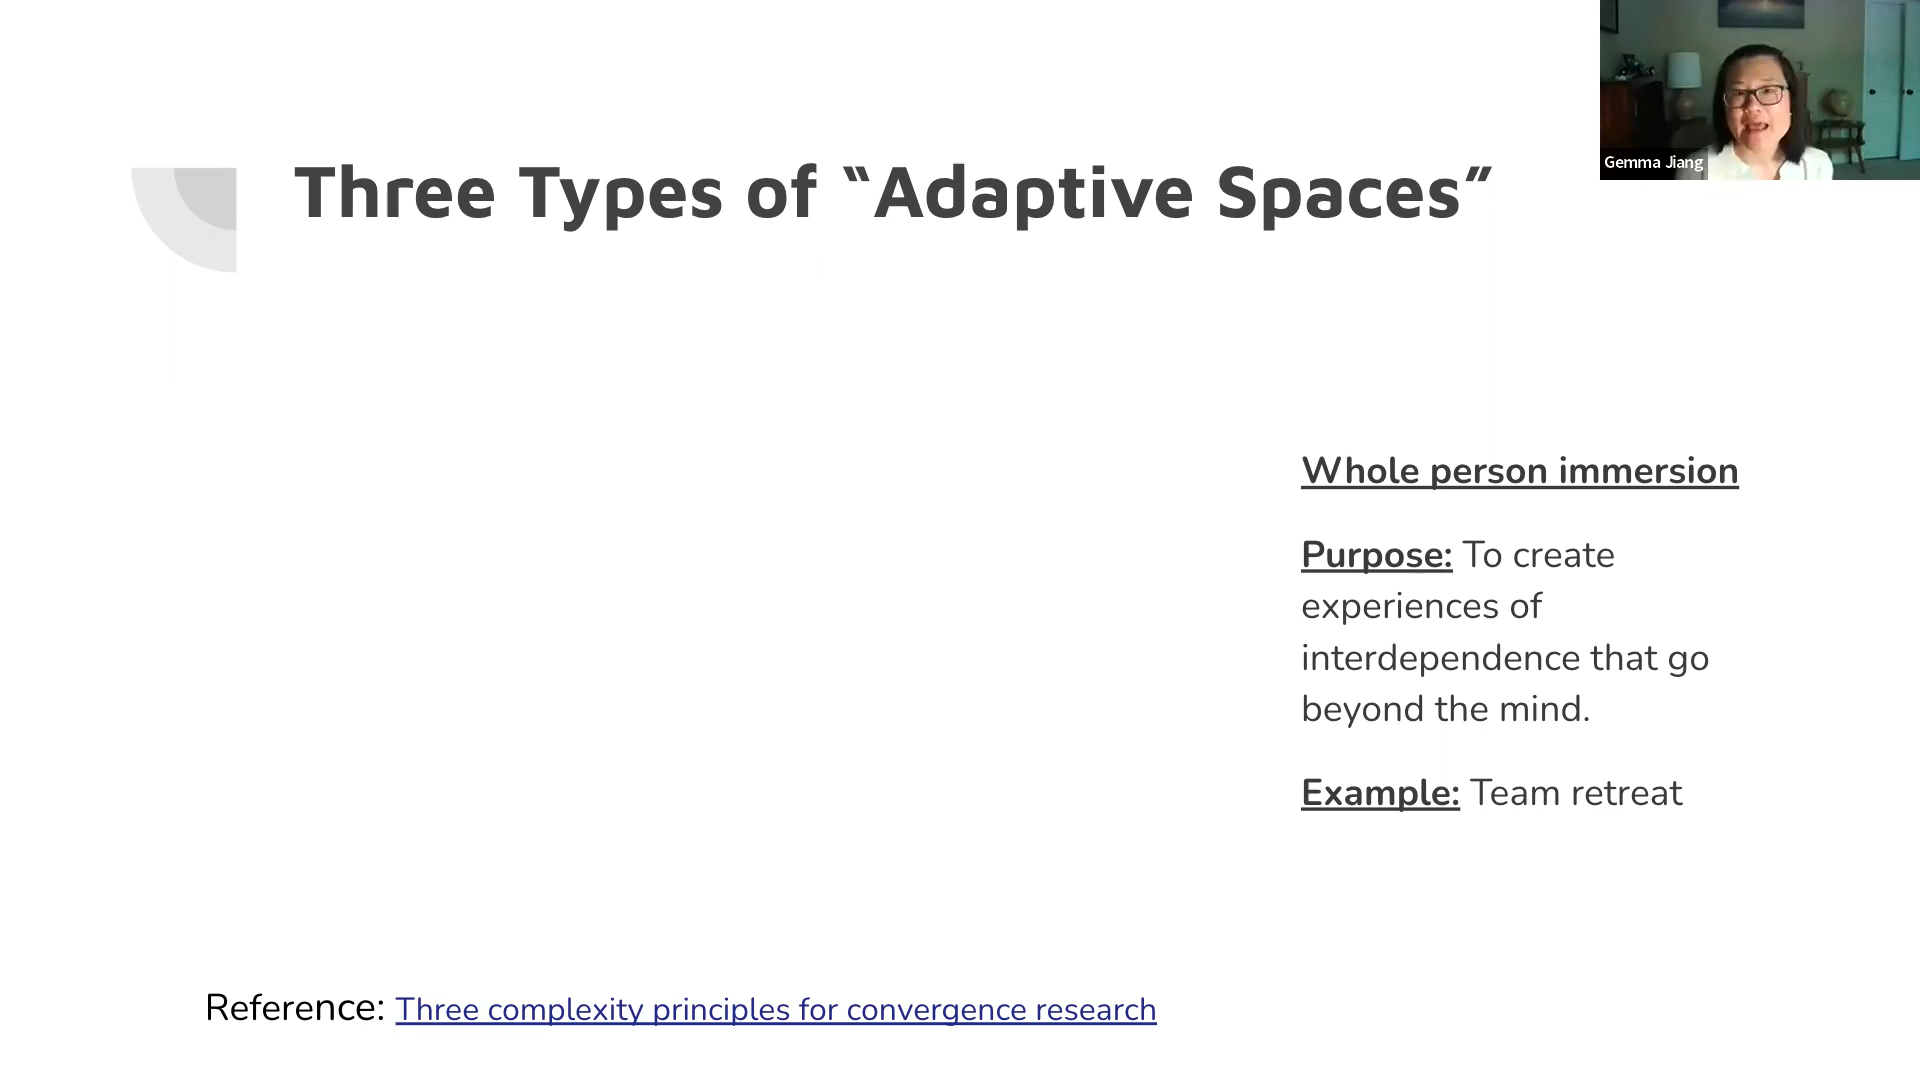 Three Types of “Adaptive Spaces”
Gemma Jiang
Whole person immersion
Purpose: To create
experiences of
interdependence that go
beyond the mind.
Example: Team retreat
Reference: Three complexity principles for convergence research